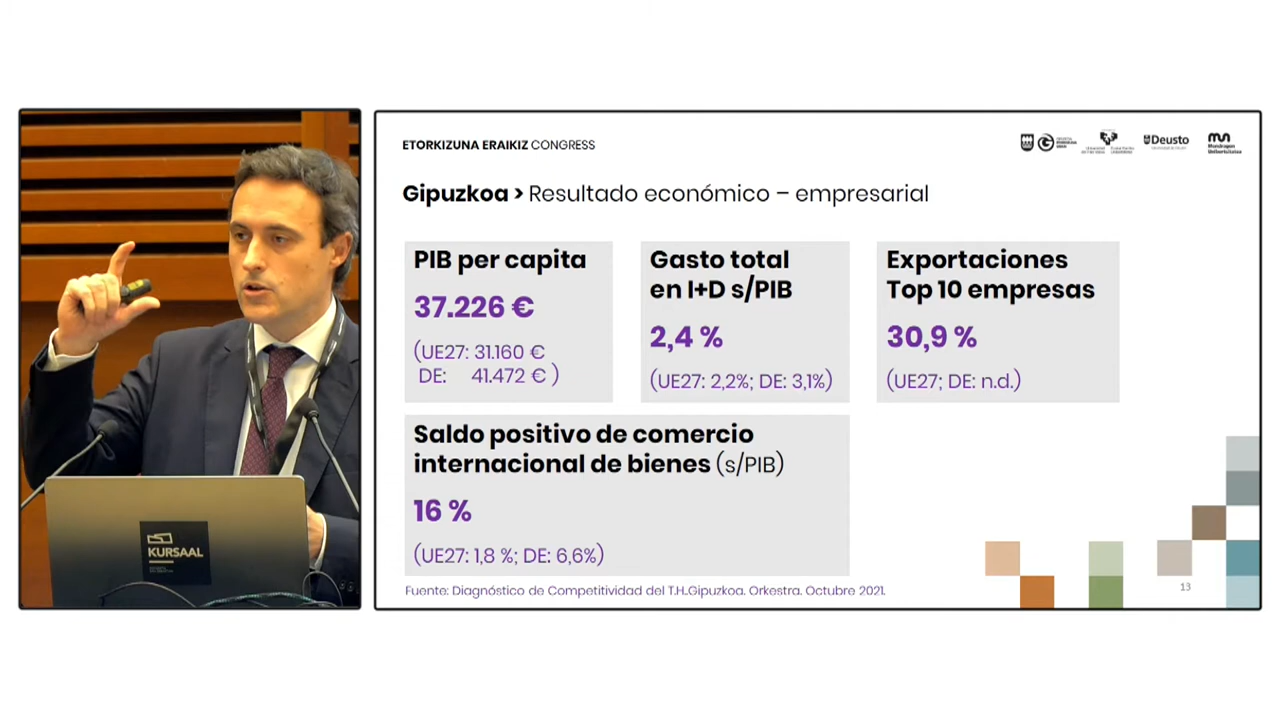 ETORKIZUNA ERAIKIZ CONGRESS
Deusto
Mondragon
Unibertsitatea
Gipuzkoa > Resultado económico – empresarial
PIB per capita
37.226 €
(UE27: 31.160 €
DE: 41.472 € )
Gasto total
en I+D s/PIB
2,4 %
(UE27: 2,2%; DE: 3,1%)
Exportaciones
Top 10 empresas
30,9 %
(UE27; DE: n.d.)
Saldo positivo de comercio
internacional de bienes (s/PIB)
16 %
(UE27: 1,8 %; DE: 6,6%)
Fuente: Diagnóstico de Competitividad del T.H.Gipuzkoa. Orkestra. Octubre 2021.
13
KURSAAL